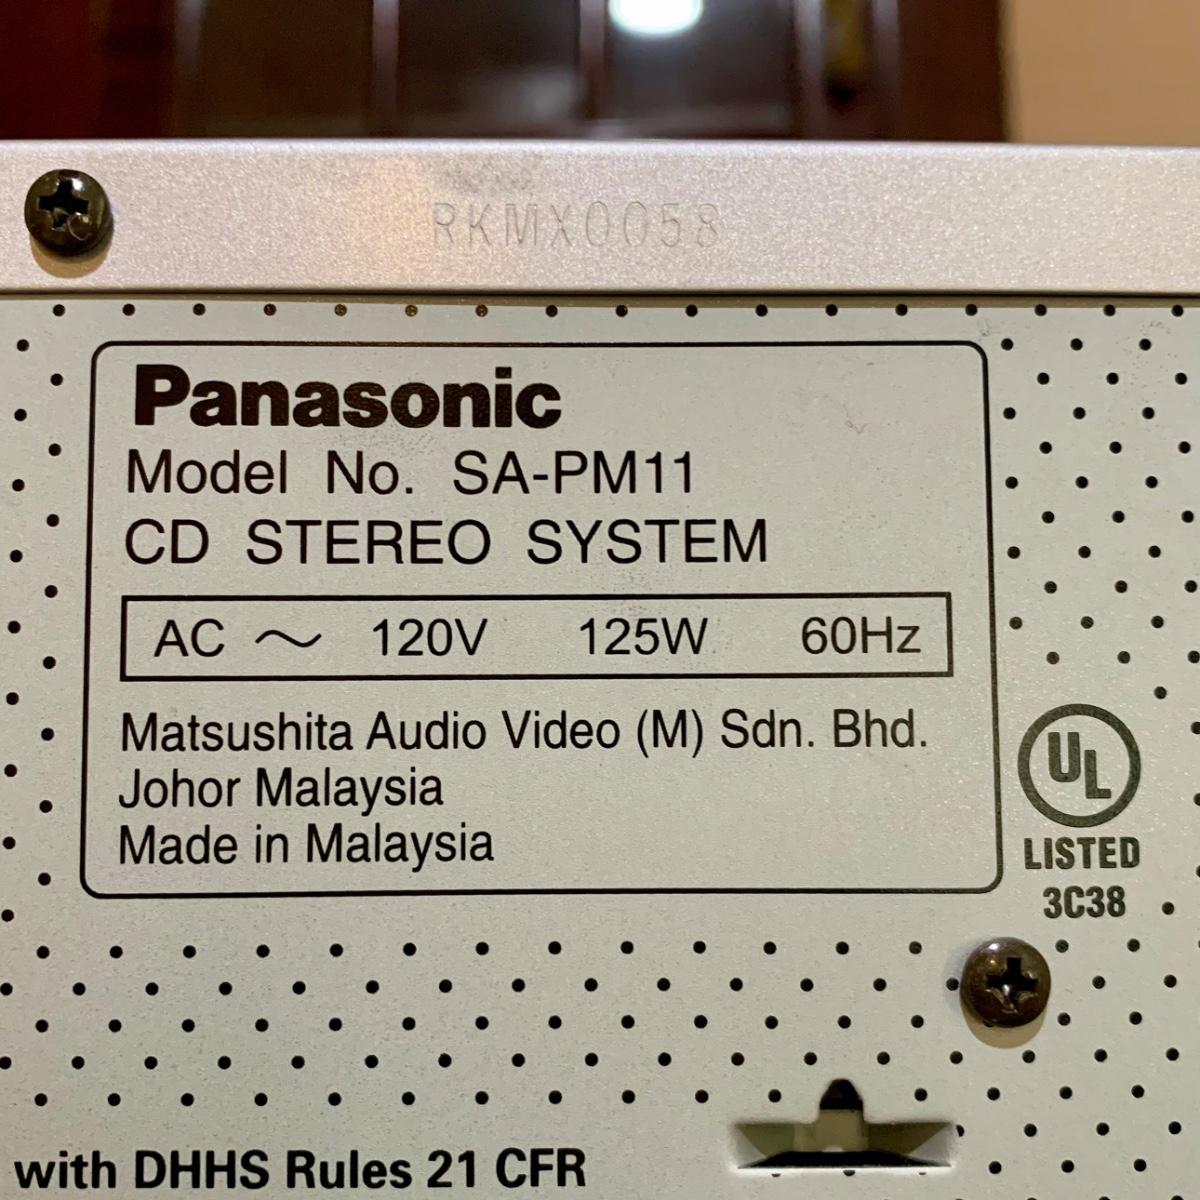 RKMX0058
Panasonic
Model No. SA-PM11
CD STEREO SYSTEM
AC ～ 120V 125W 60Hz
Matsushita Audio Video (M) Sdn. Bhd.
Johor Malaysia
Made in Malaysia
UL
LISTED
3C38
with DHHS Rules 21 CFR